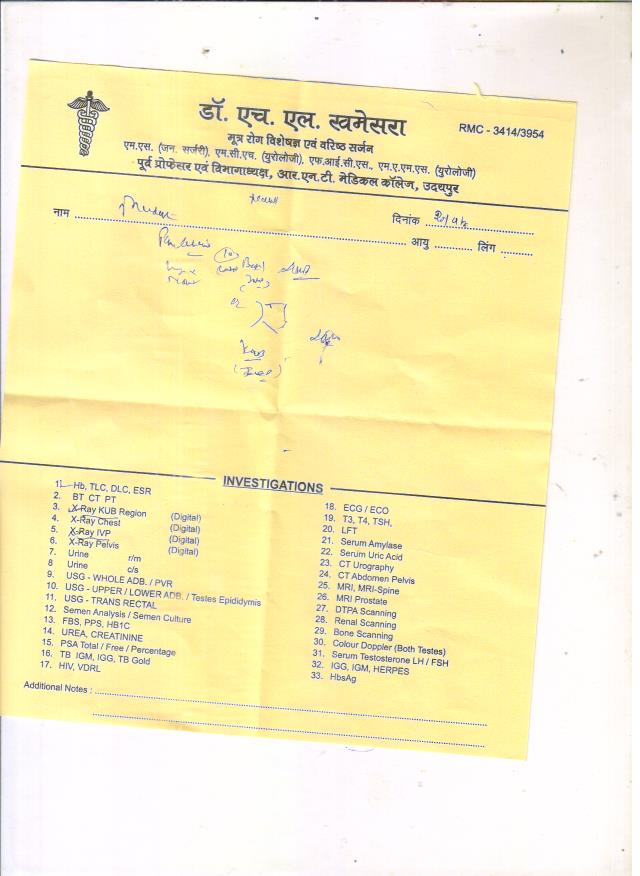 डॉ. एच. एल. खमेसरा
RMC - 3414/3954
मूत्र रोग विशेषज्ञ एवं वरिष्ठ सर्जन
एम.एस. (जन. सर्जरी), एम.सी.एच. (यूरोलोजी), एफ.आई.सी.एस., एम.ए.एम.एस. (यूरोलोजी)
पूर्व प्रोफेसर एवं विभागाध्यक्ष, आर.एन.टी. मेडिकल कॉलेज, उदयपुर
नाम
दिनांक
आयु लिंग
INVESTIGATIONS
1. Hb, TLC, DLC, ESR
2. BT CT PT
3. X-Ray KUB Region (Digital)
4. X-Ray Chest (Digital)
5. X-Ray IVP (Digital)
6. X-Ray Pelvis (Digital)
7. Urine r/m
8 Urine c/s
9. USG - WHOLE ADB. / PVR
10. USG - UPPER / LOWER ADB. / Testes Epididymis
11. USG - TRANS RECTAL
12. Semen Analysis / Semen Culture
13. FBS, PPS, HB1C
14. UREA, CREATININE
15. PSA Total / Free / Percentage
16. TB IGM, IGG, TB Gold
17. HIV, VDRL
18. ECG / ECO
19. T3, T4, TSH,
20. LFT
21. Serum Amylase
22. Serum Uric Acid
23. CT Urography
24. CT Abdomen Pelvis
25. MRI, MRI-Spine
26. MRI Prostate
27. DTPA Scanning
28. Renal Scanning
29. Bone Scanning
30. Colour Doppler (Both Testes)
31. Serum Testosterone LH / FSH
32. IGG, IGM, HERPES
33. HbsAg
Additional Notes :